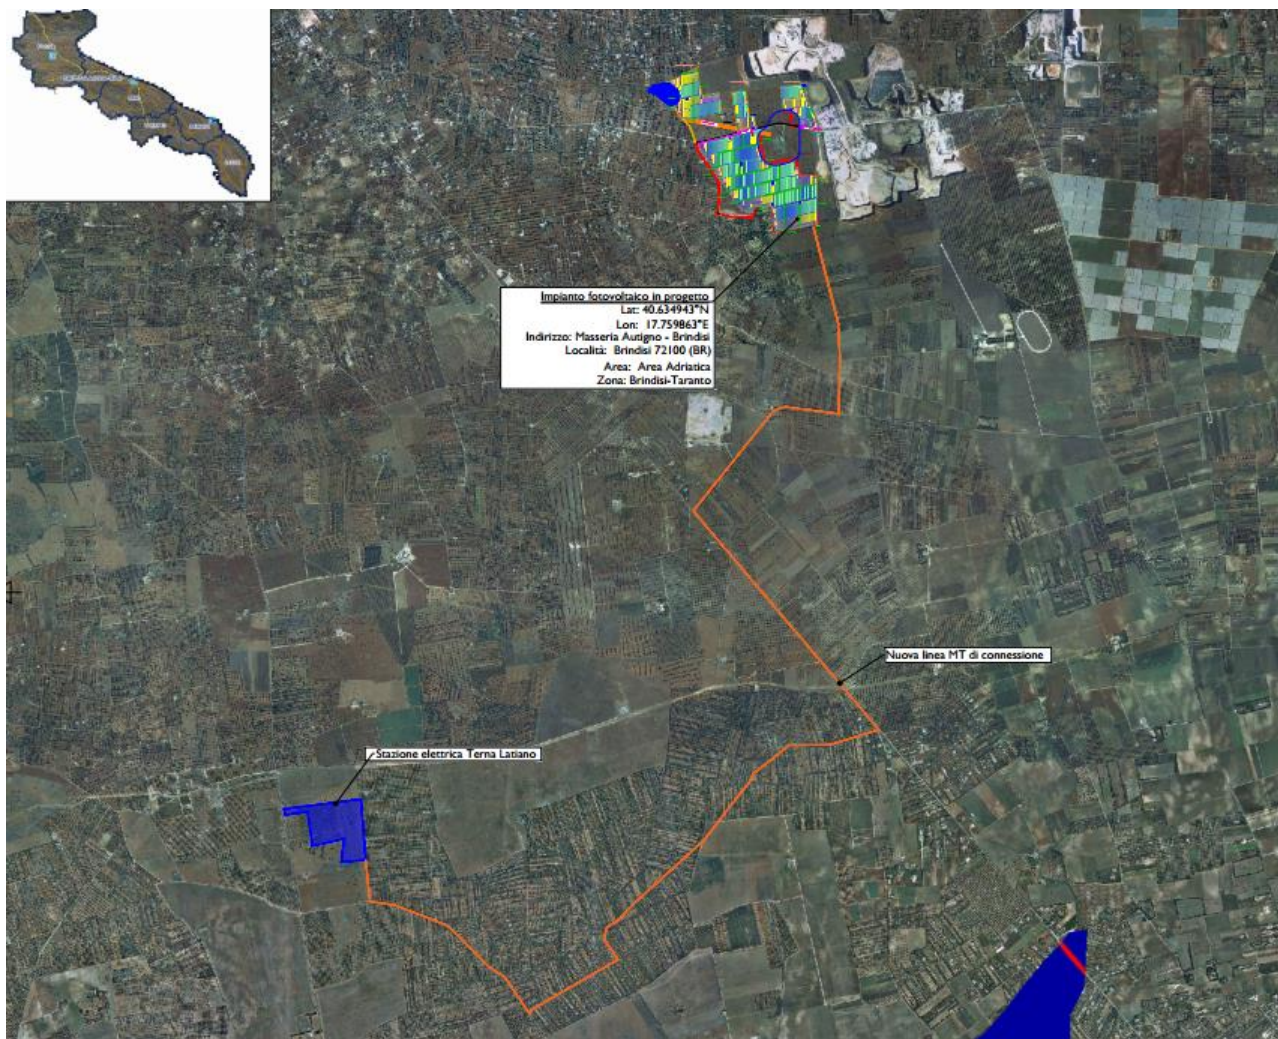 Impianto fotovoltaico in progetto
Lat: 40.634943°N
Lon: 17.759863°E
Indirizzo: Masseria Autigno - Brindisi
Località: Brindisi 72100 (BR)
Area: Area Adriatica
Zona: Brindisi-Taranto
Nuova linea MT di connessione
Stazione elettrica Terna Latiano